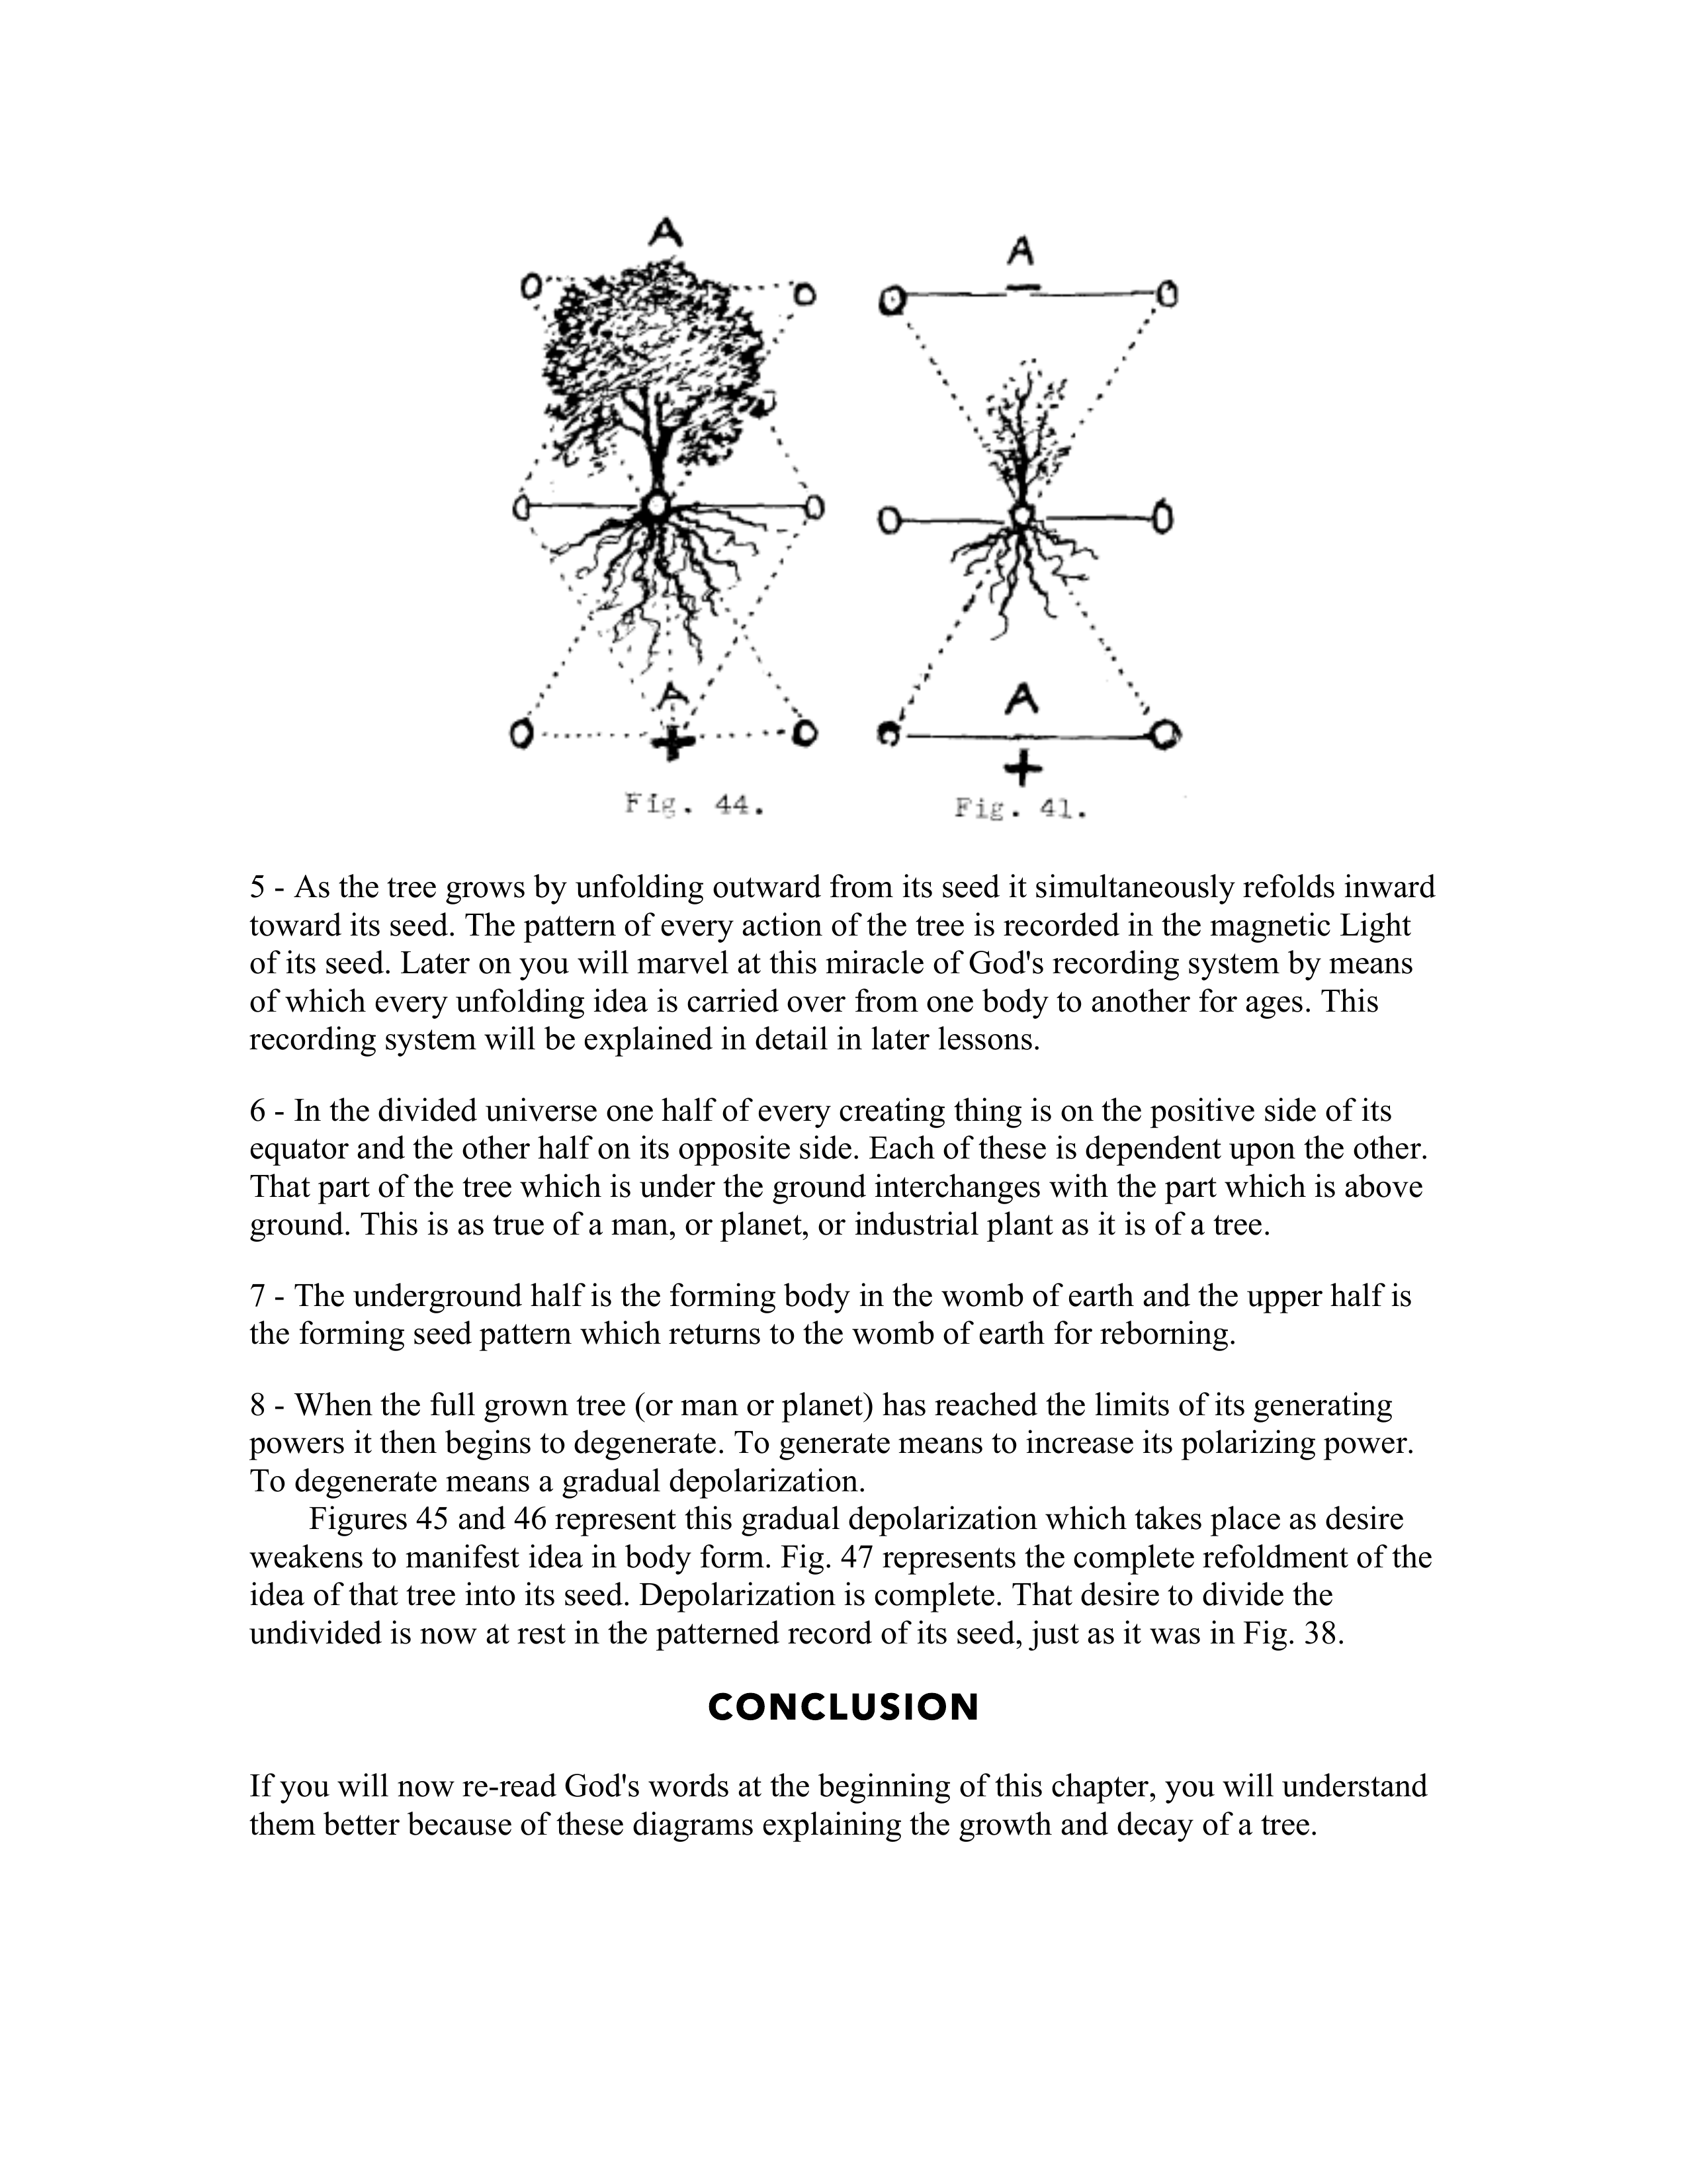 A
A
O
O
O
O
−
O
O
O
O
O
O
A
A
+
O
O
O
O
+
Fig. 44.
Fig. 41.
5 - As the tree grows by unfolding outward from its seed it simultaneously refolds inward
toward its seed. The pattern of every action of the tree is recorded in the magnetic Light
of its seed. Later on you will marvel at this miracle of God's recording system by means
of which every unfolding idea is carried over from one body to another for ages. This
recording system will be explained in detail in later lessons.
6 - In the divided universe one half of every creating thing is on the positive side of its
equator and the other half on its opposite side. Each of these is dependent upon the other.
That part of the tree which is under the ground interchanges with the part which is above
ground. This is as true of a man, or planet, or industrial plant as it is of a tree.
7 - The underground half is the forming body in the womb of earth and the upper half is
the forming seed pattern which returns to the womb of earth for reborning.
8 - When the full grown tree (or man or planet) has reached the limits of its generating
powers it then begins to degenerate. To generate means to increase its polarizing power.
To degenerate means a gradual depolarization.
Figures 45 and 46 represent this gradual depolarization which takes place as desire
weakens to manifest idea in body form. Fig. 47 represents the complete refoldment of the
idea of that tree into its seed. Depolarization is complete. That desire to divide the
undivided is now at rest in the patterned record of its seed, just as it was in Fig. 38.
CONCLUSION
If you will now re-read God's words at the beginning of this chapter, you will understand
them better because of these diagrams explaining the growth and decay of a tree.